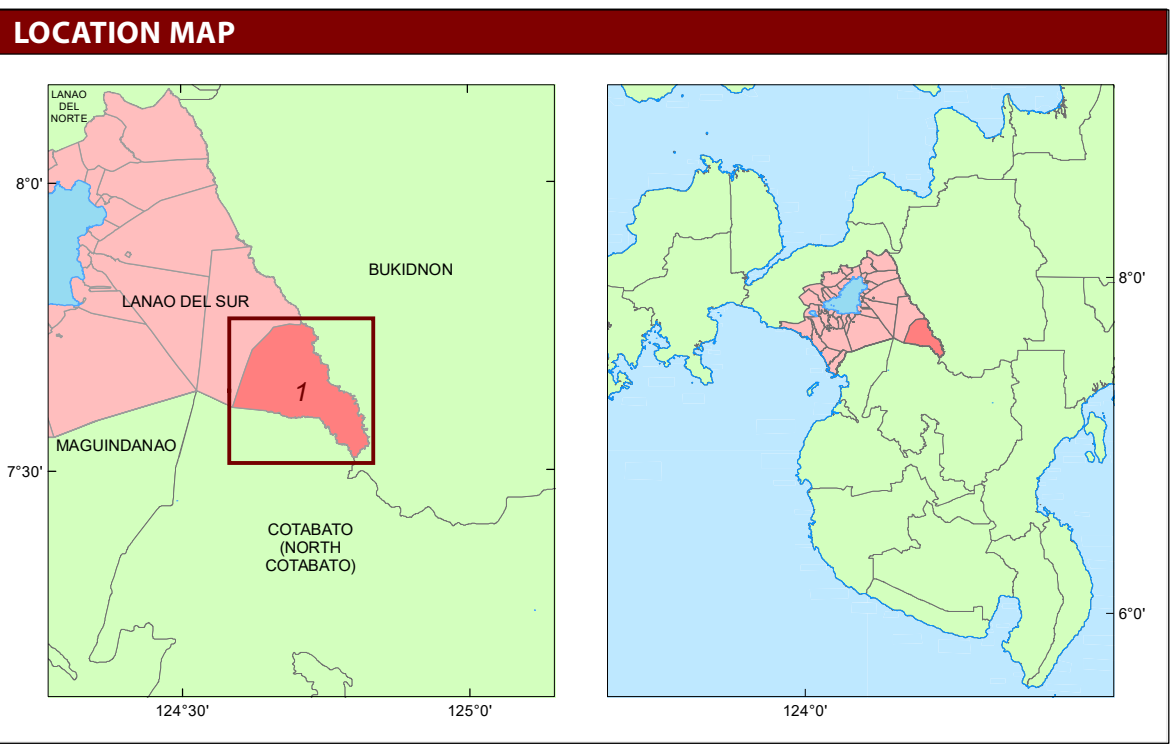 LOCATION MAP
LANAO
DEL
NORTE
8°0'
BUKIDNON
LANAO DEL SUR
1
MAGUINDANAO
7°30'
COTABATO
(NORTH
COTABATO)
124°30'
125°0'
8°0'
6°0'
124°0'